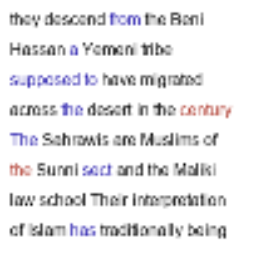 they descend from the Beni
Hassan a Yemeni tribe
supposed to have migrated
across the desert in the century
The Sahrawis are Muslims of
the Sunni sect and the Maliki
law school Their interpretation
of Islam has traditionally being